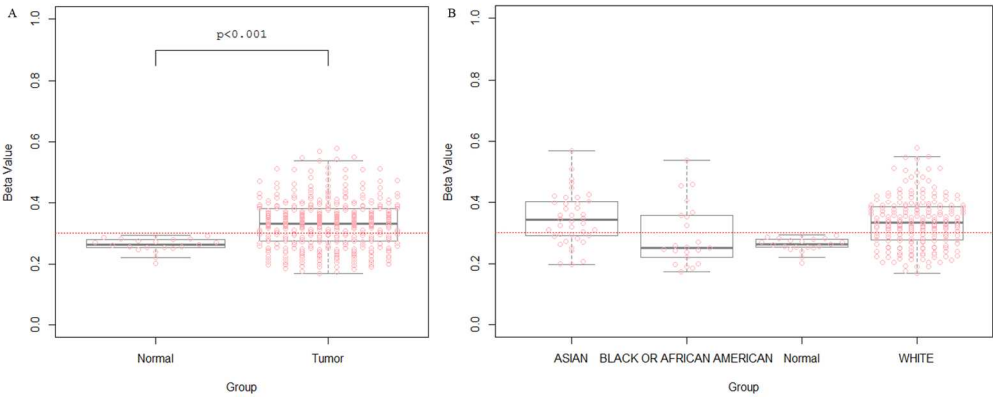 A
p<0.001
Beta Value
1.0
0.8
0.6
0.4
0.2
0.0
Normal Tumor
Group
B
Beta Value
1.0
0.8
0.6
0.4
0.2
0.0
ASIAN BLACK OR AFRICAN AMERICAN Normal WHITE
Group